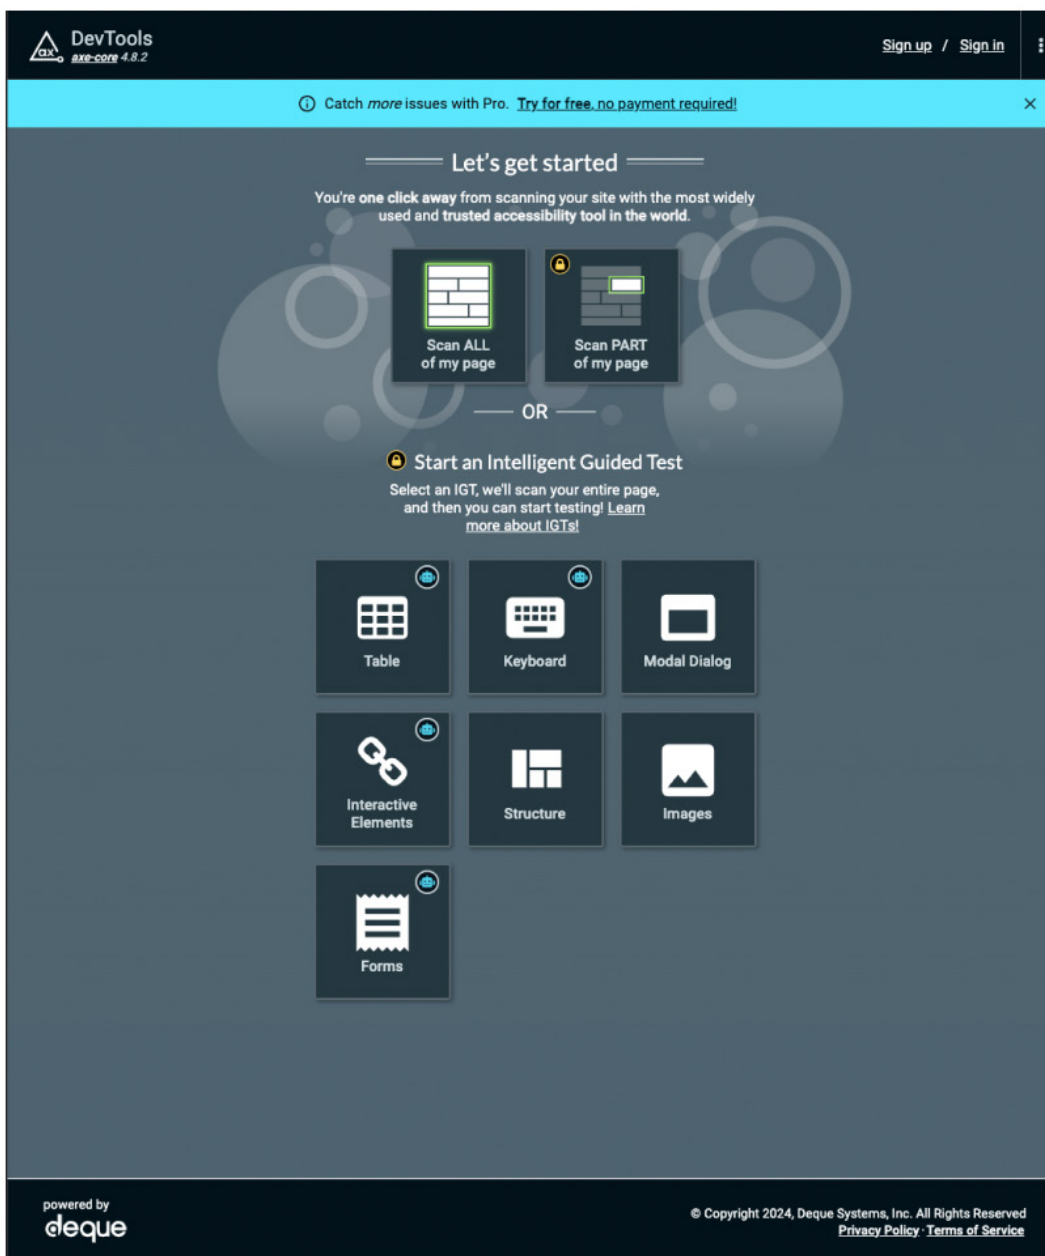 DevTools
axe-core 4.8.2
Sign up / Sign in
Catch more issues with Pro. Try for free, no payment required!
Let's get started
You're one click away from scanning your site with the most widely
used and trusted accessibility tool in the world.
Scan ALL
of my page
Scan PART
of my page
OR
Start an Intelligent Guided Test
Select an IGT, we'll scan your entire page,
and then you can start testing! Learn
more about IGTs!
Table
Keyboard
Modal Dialog
Interactive
Elements
Structure
Images
Forms
powered by
deque
© Copyright 2024, Deque Systems, Inc. All Rights Reserved
Privacy Policy · Terms of Service